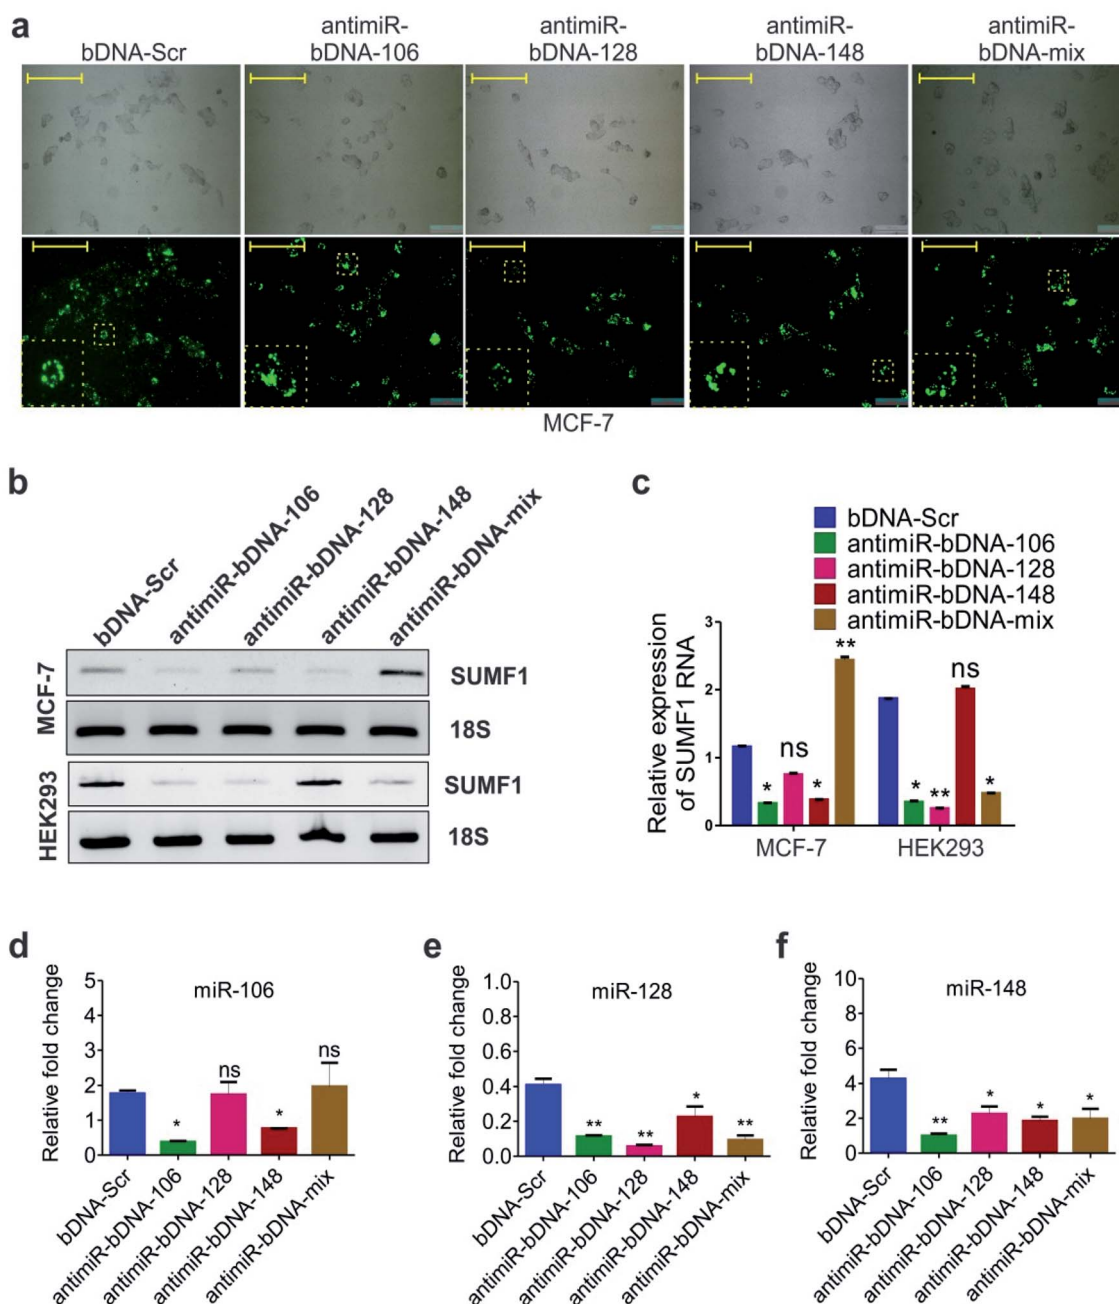 a
bDNA-Scr
antimiR-
bDNA-106
antimiR-
bDNA-128
antimiR-
bDNA-148
antimiR-
bDNA-mix
MCF-7
b
bDNA-Scr
antimiR-bDNA-106
antimiR-bDNA-128
antimiR-bDNA-148
antimiR-bDNA-mix
MCF-7
SUMF1
18S
HEK293
SUMF1
18S
c
bDNA-Scr
antimiR-bDNA-106
antimiR-bDNA-128
antimiR-bDNA-148
antimiR-bDNA-mix
Relative expression
of SUMF1 RNA
3
2
1
0
*
ns
*
**
*
**
ns
*
MCF-7
HEK293
d
miR-106
Relative fold change
5
4
3
2
1
0
*
ns
*
ns
bDNA-Scr
antimiR-bDNA-106
antimiR-bDNA-128
antimiR-bDNA-148
antimiR-bDNA-mix
e
miR-128
Relative fold change
1.0
0.8
0.6
0.4
0.2
0.0
**
**
*
**
bDNA-Scr
antimiR-bDNA-106
antimiR-bDNA-128
antimiR-bDNA-148
antimiR-bDNA-mix
f
miR-148
Relative fold change
10
8
6
4
2
0
**
*
*
*
bDNA-Scr
antimiR-bDNA-106
antimiR-bDNA-128
antimiR-bDNA-148
antimiR-bDNA-mix